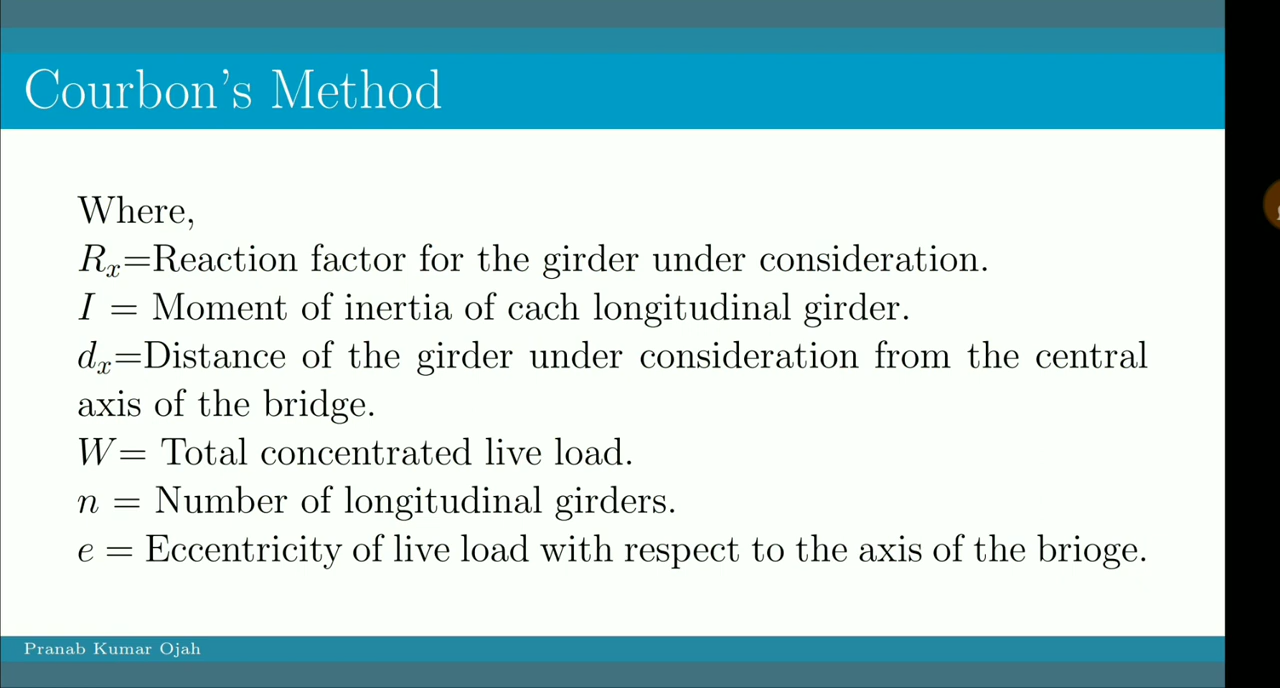 Courbon's Method
Where,
Rₓ=Reaction factor for the girder under consideration.
I = Moment of inertia of cach longitudinal girder.
dₓ=Distance of the girder under consideration from the central
axis of the bridge.
W= Total concentrated live load.
n = Number of longitudinal girders.
e = Eccentricity of live load with respect to the axis of the brioge.
Pranab Kumar Ojah